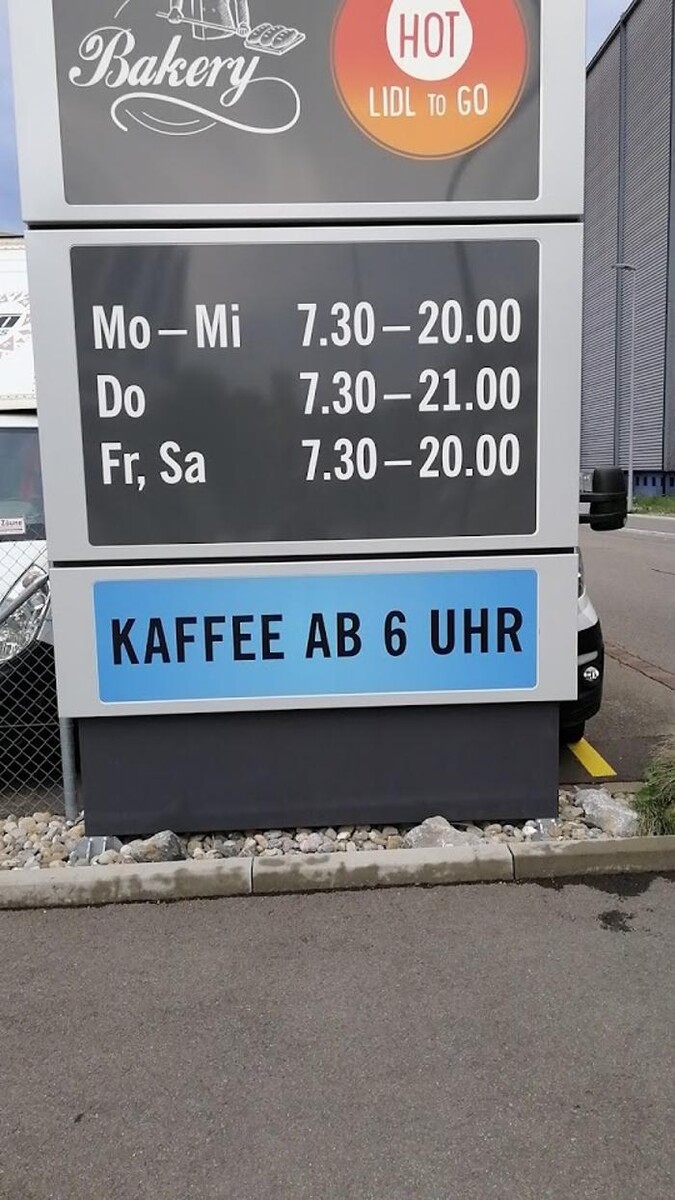 Bakery
HOT
LIDL TO GO
Mo – Mi 7.30 – 20.00
Do 7.30 – 21.00
Fr, Sa 7.30 – 20.00
KAFFEE AB 6 UHR
Zäune